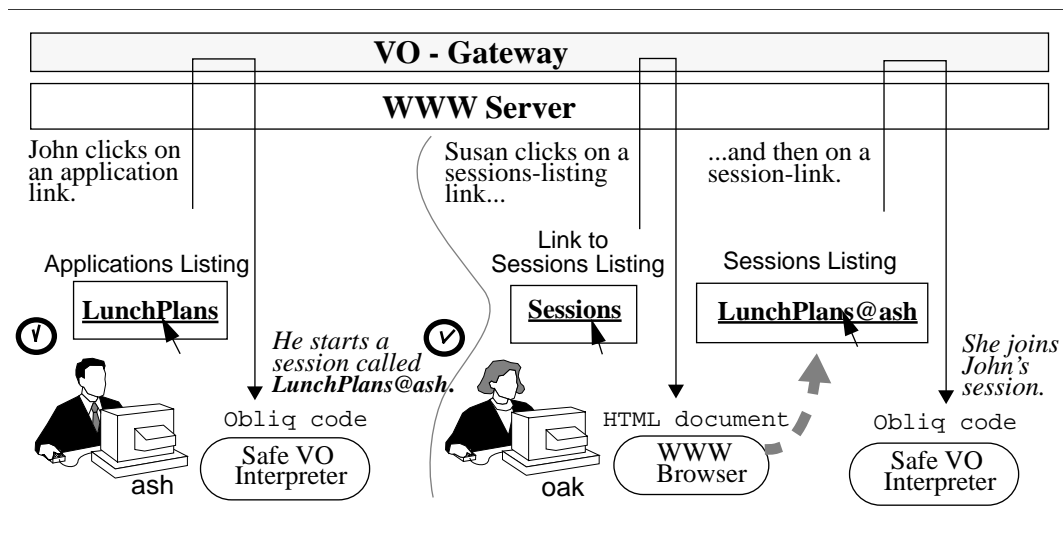 VO - Gateway
WWW Server
John clicks on
an application
link.
Applications Listing
LunchPlans
He starts a
session called
LunchPlans@ash.
Obliq code
Safe VO
Interpreter
ash
Susan clicks on a
sessions-listing
link...
Link to
Sessions Listing
Sessions
oak
HTML document
WWW
Browser
...and then on a
session-link.
Sessions Listing
LunchPlans@ash
She joins
John's
session.
Obliq code
Safe VO
Interpreter